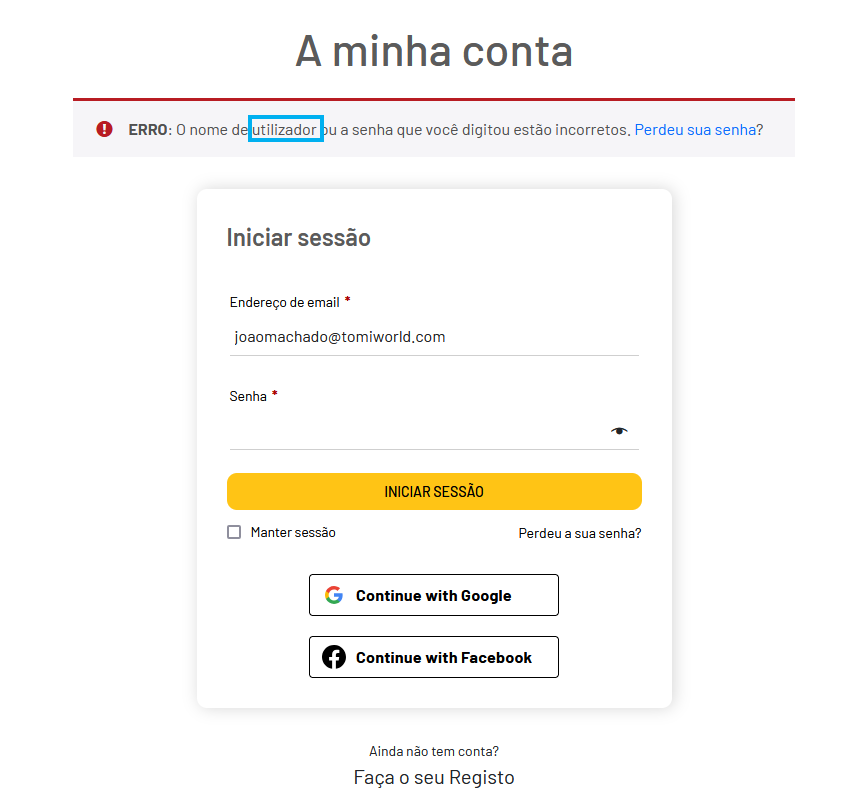 A minha conta
ERRO: O nome de utilizador ou a senha que você digitou estão incorretos. Perdeu sua senha?
Iniciar sessão
Endereço de email *
joaomachado@tomiworld.com
Senha *
INICIAR SESSÃO
Manter sessão Perdeu a sua senha?
Continue with Google
Continue with Facebook
Ainda não tem conta?
Faça o seu Registo